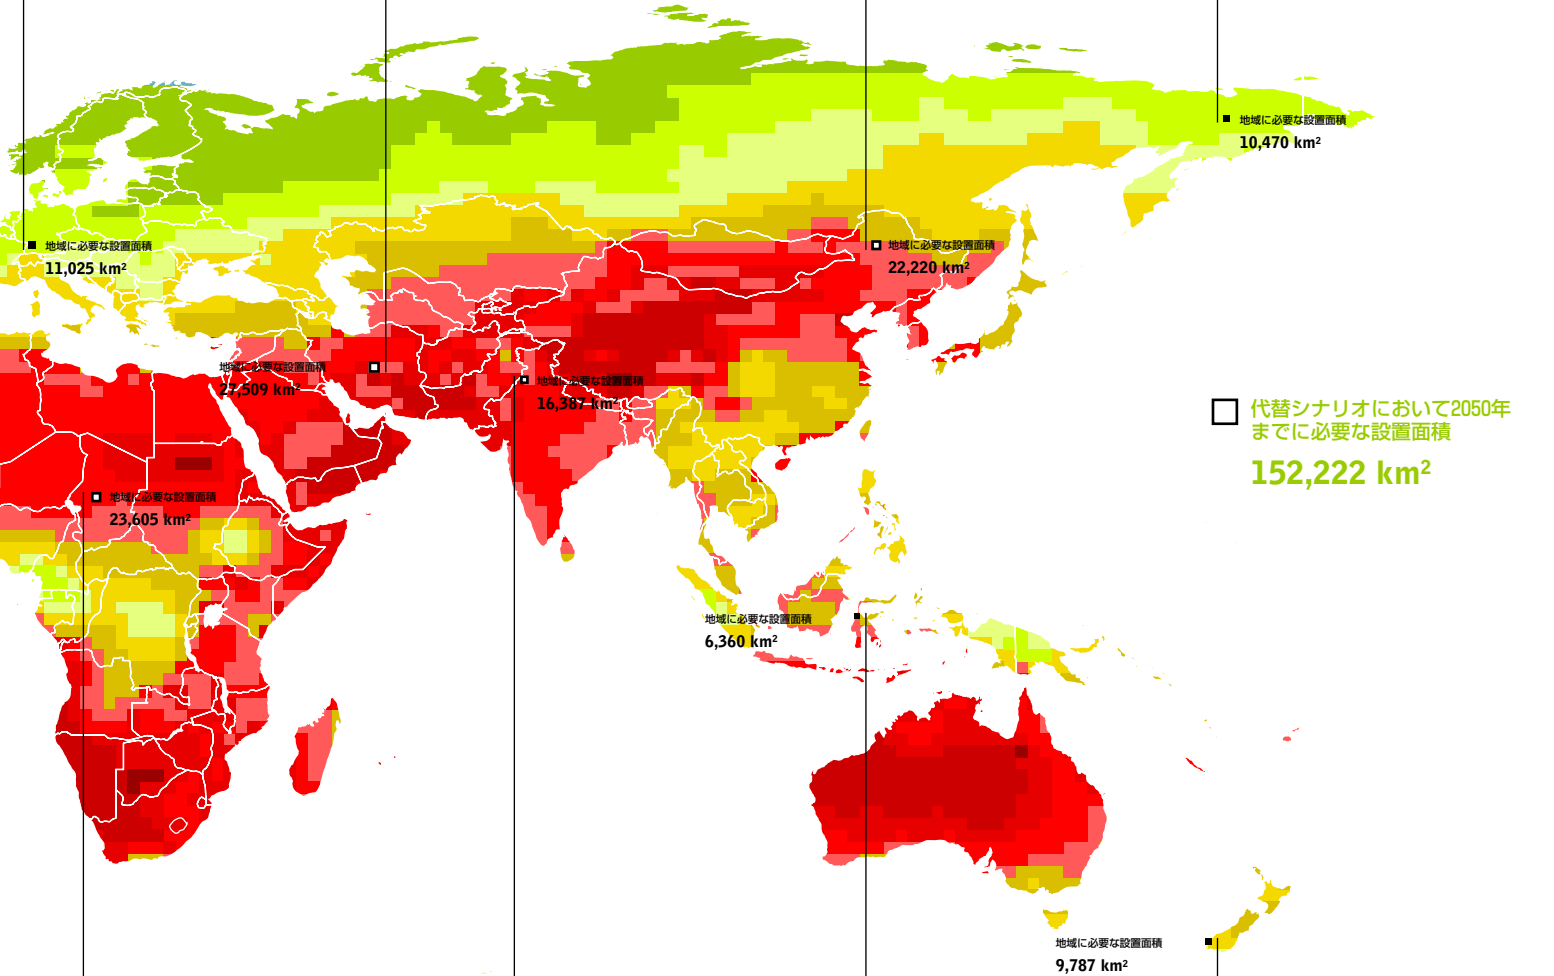 地域に必要な設置面積
10,470 km²
地域に必要な設置面積
11,025 km²
地域に必要な設置面積
22,220 km²
地域に必要な設置面積
27,509 km²
地域に必要な設置面積
16,387 km²
代替シナリオにおいて2050年
までに必要な設置面積
152,222 km²
地域に必要な設置面積
23,605 km²
地域に必要な設置面積
6,360 km²
地域に必要な設置面積
9,787 km²